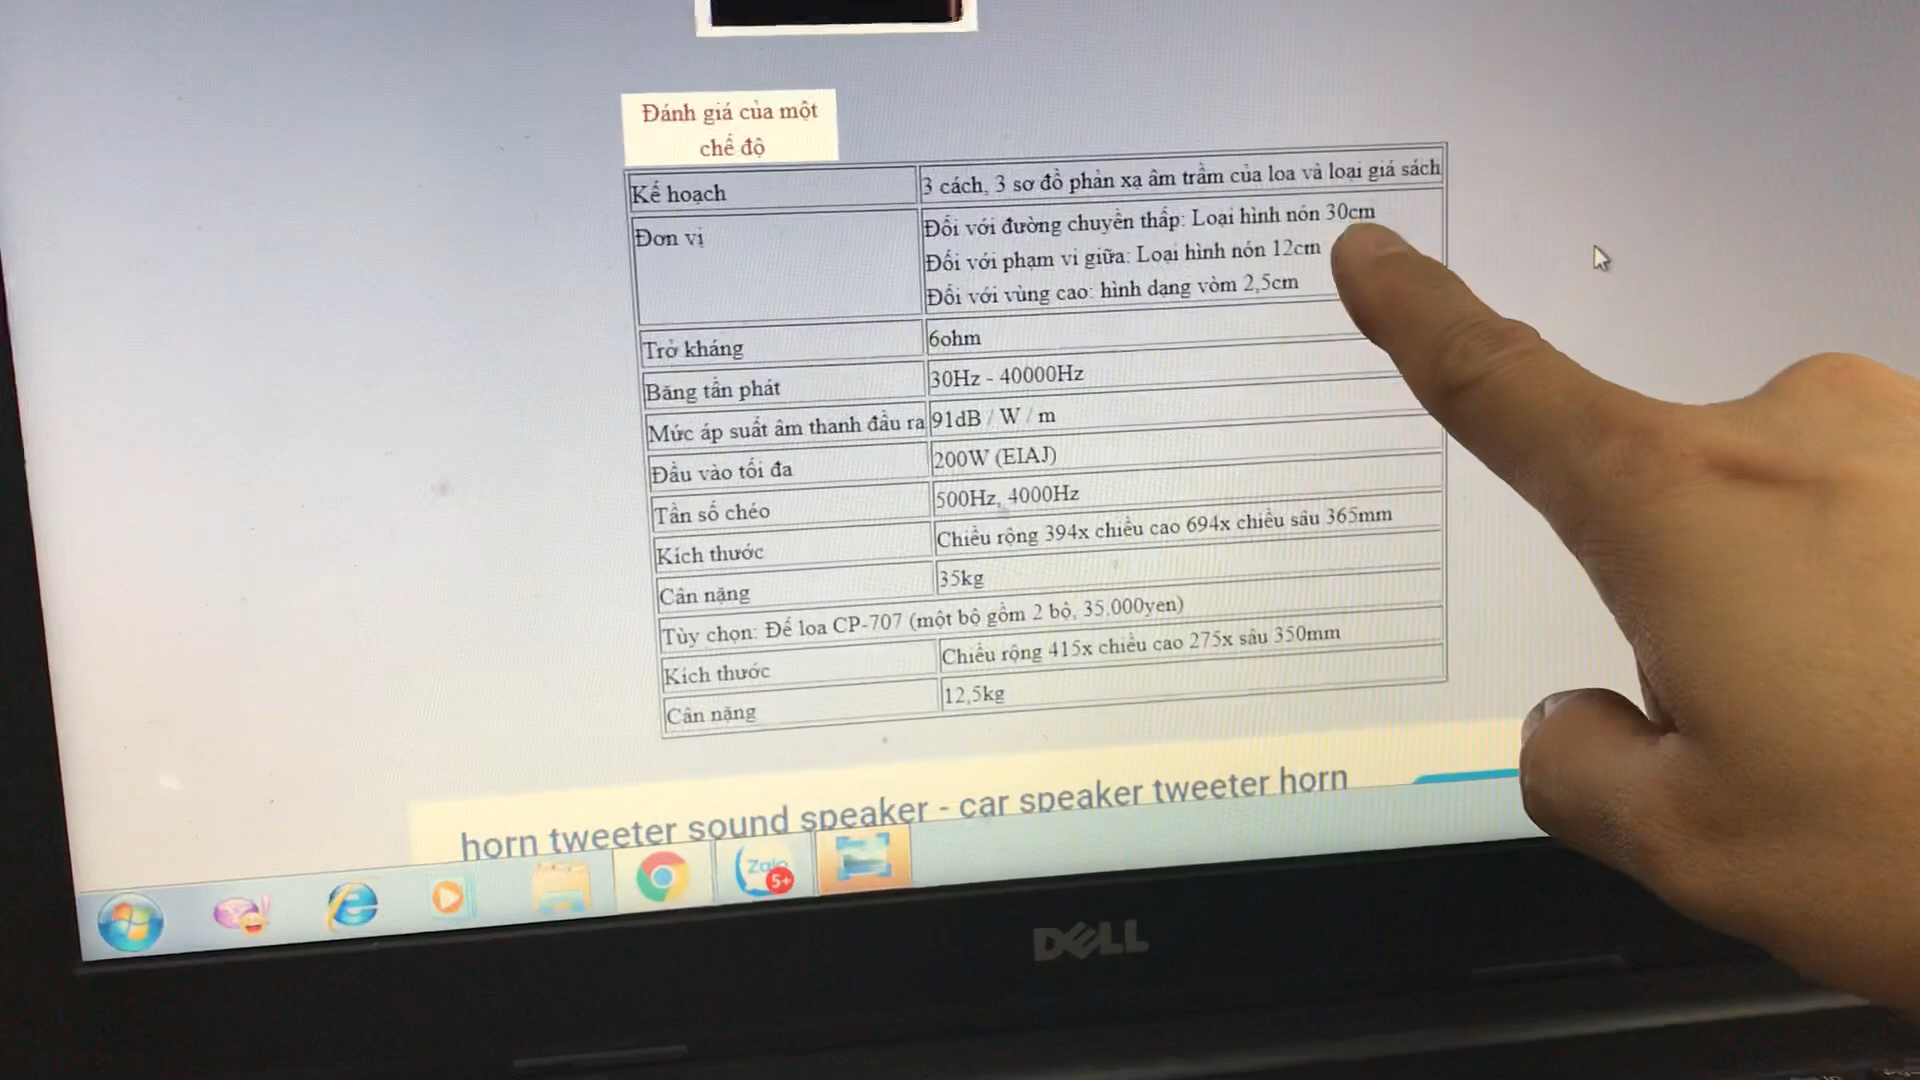 Đánh giá của một
chế độ
Kế hoạch
3 cách, 3 sơ đồ phản xạ âm trầm của loa và loại giá sách
Đơn vị
Đối với đường chuyền thấp: Loại hình nón 30cm
Đối với phạm vi giữa: Loại hình nón 12cm
Đối với vùng cao: hình dạng vòm 2,5cm
Trở kháng
6ohm
Băng tần phát
30Hz - 40000Hz
Mức áp suất âm thanh đầu ra
91dB / W / m
Đầu vào tối đa
200W (EIAJ)
Tần số chéo
500Hz, 4000Hz
Kích thước
Chiều rộng 394x chiều cao 694x chiều sâu 365mm
Cân nặng
35kg
Tùy chọn: Đế loa CP-707 (một bộ gồm 2 bộ, 35.000yen)
Kích thước
Chiều rộng 415x chiều cao 275x sâu 350mm
Cân nặng
12,5kg
horn tweeter sound speaker - car speaker tweeter horn
Zalo
5+
DELL